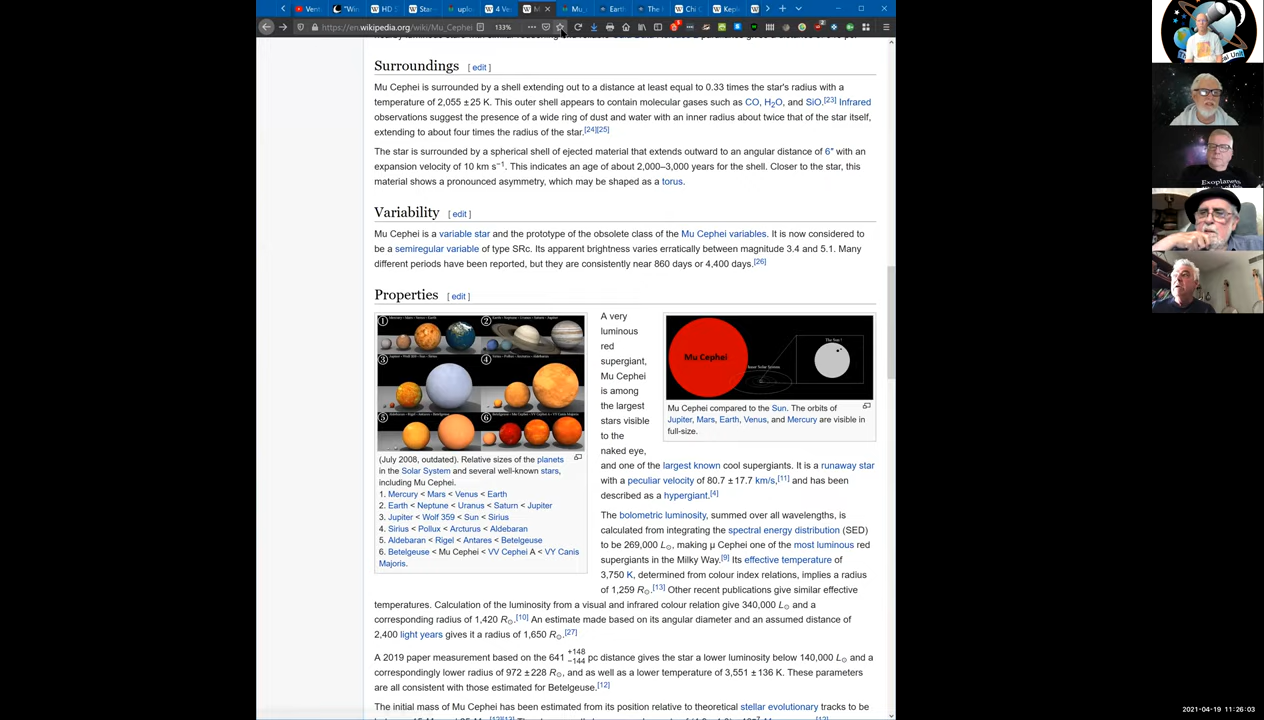 Vent
"Win
HD S
Star-
uploa
4 Ve
M
Mu
Earth
The
Chi C
Kepl
https://en.wikipedia.org/wiki/Mu_Cephei
133%
Surroundings [ edit ]
Mu Cephei is surrounded by a shell extending out to a distance at least equal to 0.33 times the star's radius with a
temperature of 2,055 ±25 K. This outer shell appears to contain molecular gases such as CO, H2O, and SiO.[23] Infrared
observations suggest the presence of a wide ring of dust and water with an inner radius about twice that of the star itself,
extending to about four times the radius of the star.[24][25]
The star is surrounded by a spherical shell of ejected material that extends outward to an angular distance of 6" with an
expansion velocity of 10 km s−1. This indicates an age of about 2,000–3,000 years for the shell. Closer to the star, this
material shows a pronounced asymmetry, which may be shaped as a torus.
Variability [ edit ]
Mu Cephei is a variable star and the prototype of the obsolete class of the Mu Cephei variables. It is now considered to
be a semiregular variable of type SRc. Its apparent brightness varies erratically between magnitude 3.4 and 5.1. Many
different periods have been reported, but they are consistently near 860 days or 4,400 days.[26]
Properties [ edit ]
(July 2008, outdated). Relative sizes of the planets
in the Solar System and several well-known stars,
including Mu Cephei.
1. Mercury < Mars < Venus < Earth
2. Earth < Neptune < Uranus < Saturn < Jupiter
3. Jupiter < Wolf 359 < Sun < Sirius
4. Sirius < Pollux < Arcturus < Aldebaran
5. Aldebaran < Rigel < Antares < Betelgeuse
6. Betelgeuse < Mu Cephei < VV Cephei A < VY Canis
Majoris.
Mu Cephei
The Sun
Inner Solar System
Mu Cephei compared to the Sun. The orbits of
Jupiter, Mars, Earth, Venus, and Mercury are visible in
full-size.
A very
luminous
red
supergiant,
Mu Cephei
is among
the largest
stars visible
to the
naked eye,
and one of the largest known cool supergiants. It is a runaway star
with a peculiar velocity of 80.7 ±17.7 km/s,[11] and has been
described as a hypergiant.[4]
The bolometric luminosity, summed over all wavelengths, is
calculated from integrating the spectral energy distribution (SED)
to be 269,000 L☉, making μ Cephei one of the most luminous red
supergiants in the Milky Way.[9] Its effective temperature of
3,750 K, determined from colour index relations, implies a radius
of 1,259 R☉.[13] Other recent publications give similar effective
temperatures. Calculation of the luminosity from a visual and infrared colour relation give 340,000 L☉ and a
corresponding radius of 1,420 R☉.[10] An estimate made based on its angular diameter and an assumed distance of
2,400 light years gives it a radius of 1,650 R☉.[27]
A 2019 paper measurement based on the 641 +148 −144 pc distance gives the star a lower luminosity below 140,000 L☉ and a
correspondingly lower radius of 972 ±228 R☉, and as well as a lower temperature of 3,551 ±136 K. These parameters
are all consistent with those estimated for Betelgeuse.[12]
The initial mass of Mu Cephei has been estimated from its position relative to theoretical stellar evolutionary tracks to be
Exoplanets
2021-04-19 11:26:03